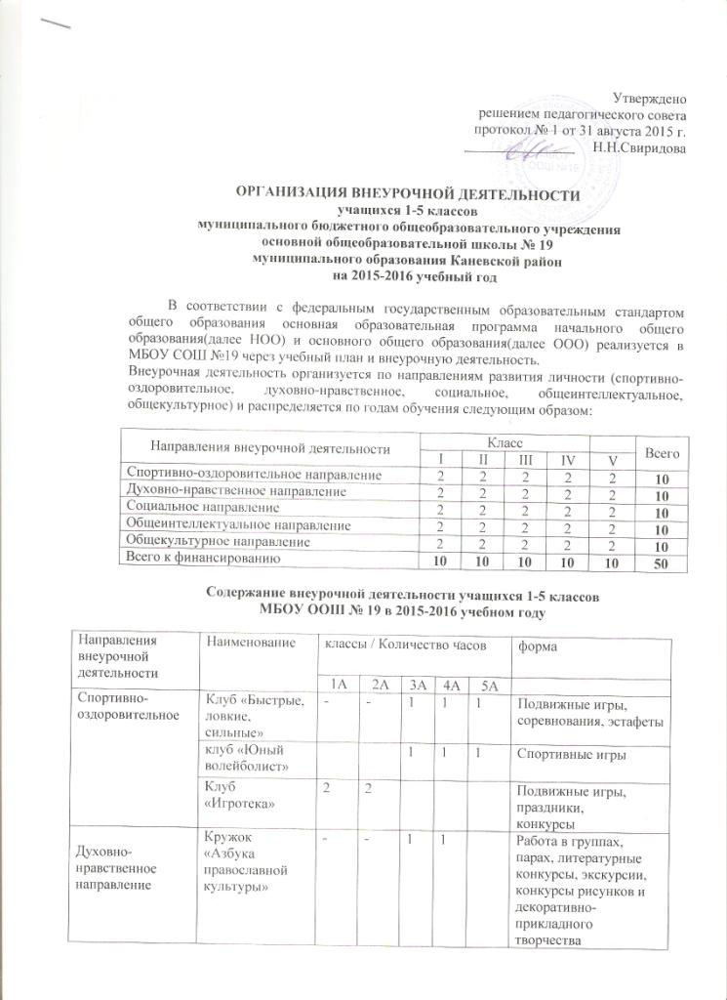 Утверждено
решением педагогического совета
протокол № 1 от 31 августа 2015 г.
Н.Н.Свиридова
ООШ №19
ОРГАНИЗАЦИЯ ВНЕУРОЧНОЙ ДЕЯТЕЛЬНОСТИ
учащихся 1-5 классов
муниципального бюджетного общеобразовательного учреждения
основной общеобразовательной школы № 19
муниципального образования Каневской район
на 2015-2016 учебный год
В соответствии с федеральным государственным образовательным стандартом
общего образования основная образовательная программа начального общего
образования(далее НОО) и основного общего образования(далее ООО) реализуется в
МБОУ СОШ №19 через учебный план и внеурочную деятельность.
Внеурочная деятельность организуется по направлениям развития личности (спортивно-
оздоровительное, духовно-нравственное, социальное, общеинтеллектуальное,
общекультурное) и распределяется по годам обучения следующим образом:
Направления внеурочной деятельности Класс Всего
I II III IV V
Спортивно-оздоровительное направление 2 2 2 2 2 10
Духовно-нравственное направление 2 2 2 2 2 10
Социальное направление 2 2 2 2 2 10
Общеинтеллектуальное направление 2 2 2 2 2 10
Общекультурное направление 2 2 2 2 2 10
Всего к финансированию 10 10 10 10 10 50
Содержание внеурочной деятельности учащихся 1-5 классов
МБОУ ООШ № 19 в 2015-2016 учебном году
Направления Наименование классы / Количество часов форма
внеурочной
деятельности
1А 2А 3А 4А 5А
Спортивно- Клуб «Быстрые, - - 1 1 1 Подвижные игры,
оздоровительное ловкие, соревнования, эстафеты
сильные»
клуб «Юный 1 1 1 Спортивные игры
волейболист»
Клуб 2 2 Подвижные игры,
«Игротека» праздники,
конкурсы
Кружок - - 1 1 Работа в группах,
Духовно- «Азбука парах, литературные
нравственное православной конкурсы, экскурсии,
направление культуры» конкурсы рисунков и
декоративно-
прикладного
творчества